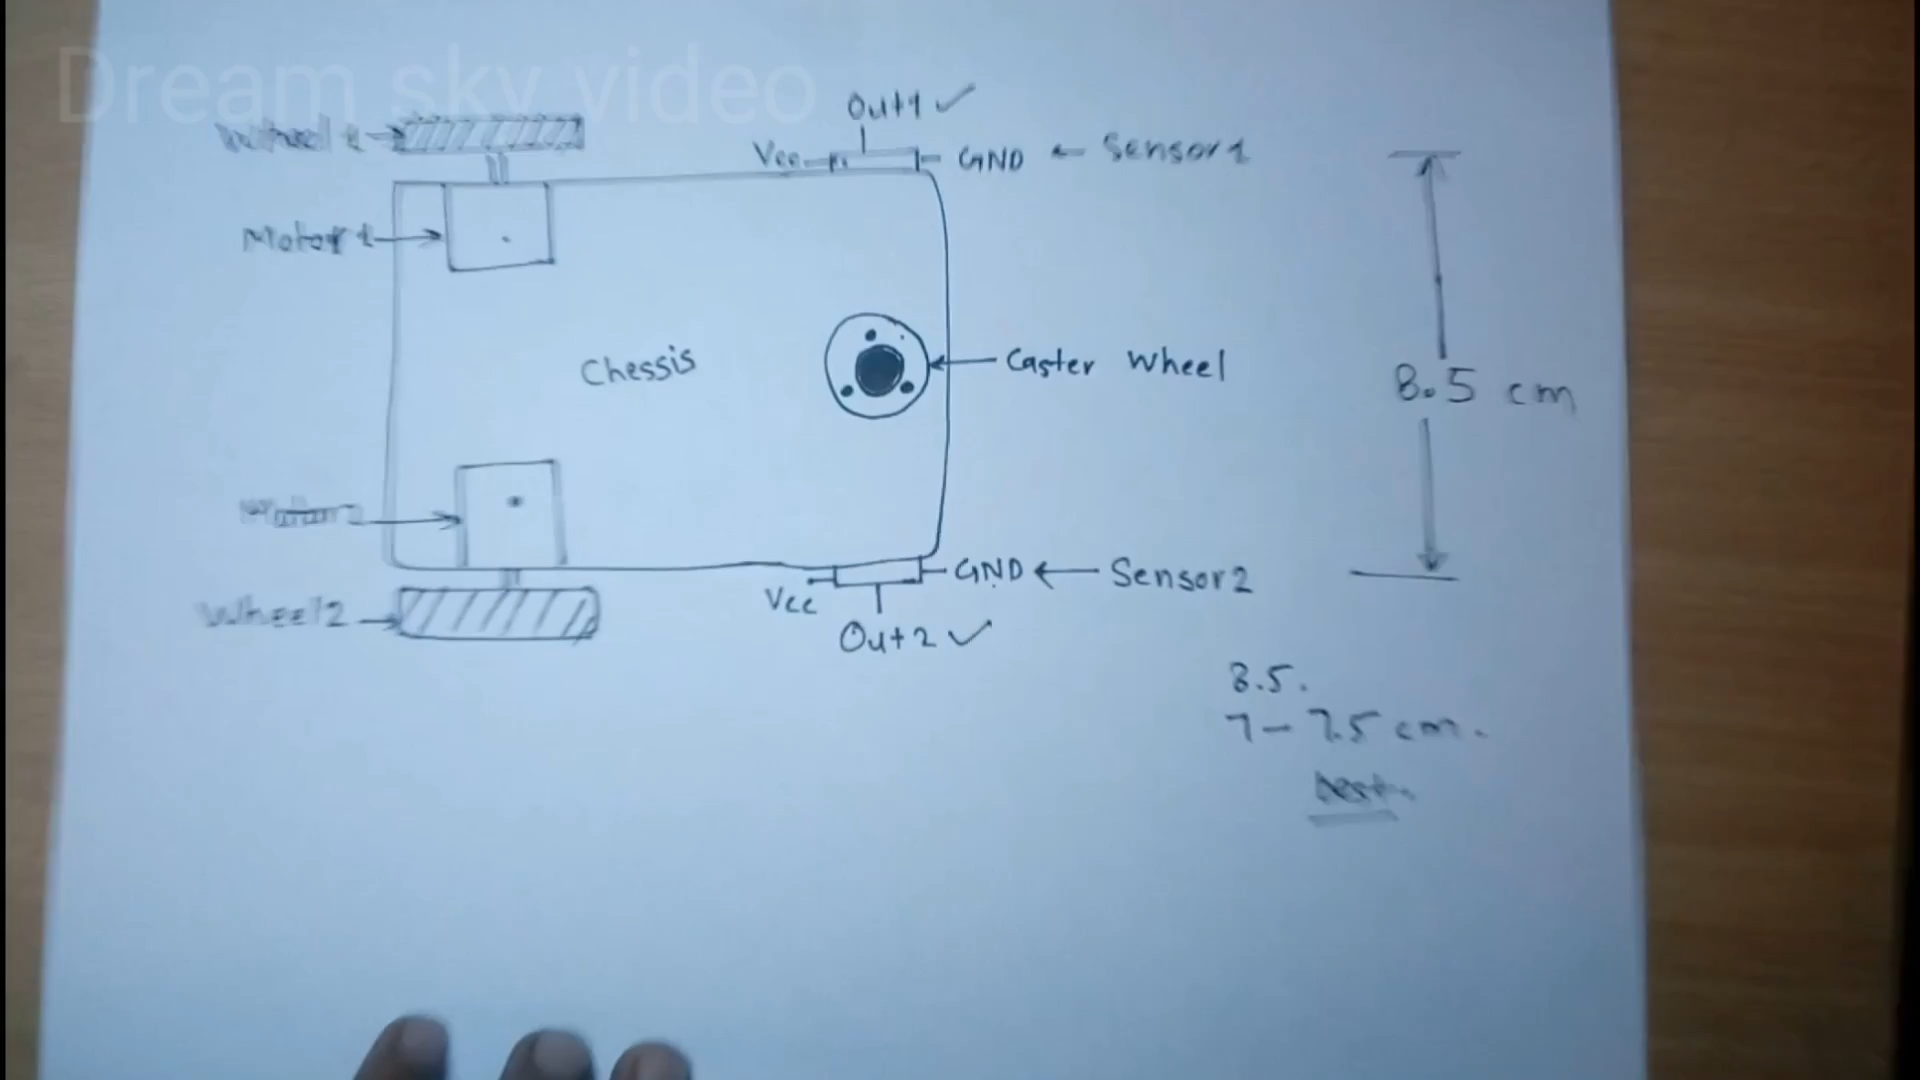 Dream sky video
Out1 ✓
Wheel 1
Vcc
GND ← Sensor1
Motor 1
Chessis
Caster Wheel
8.5 cm
Motor2
GND ← Sensor2
Vcc
Wheel2
Out2 ✓
8.5.
7 – 7.5 cm.